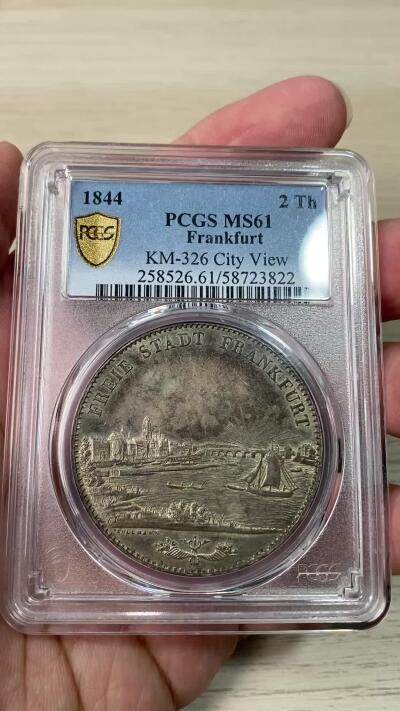 1844
2 Th
PCGS
PCGS MS61
Frankfurt
KM-326 City View
258526.61/58723822
FREIE STADT FRANKFURT
PCGS